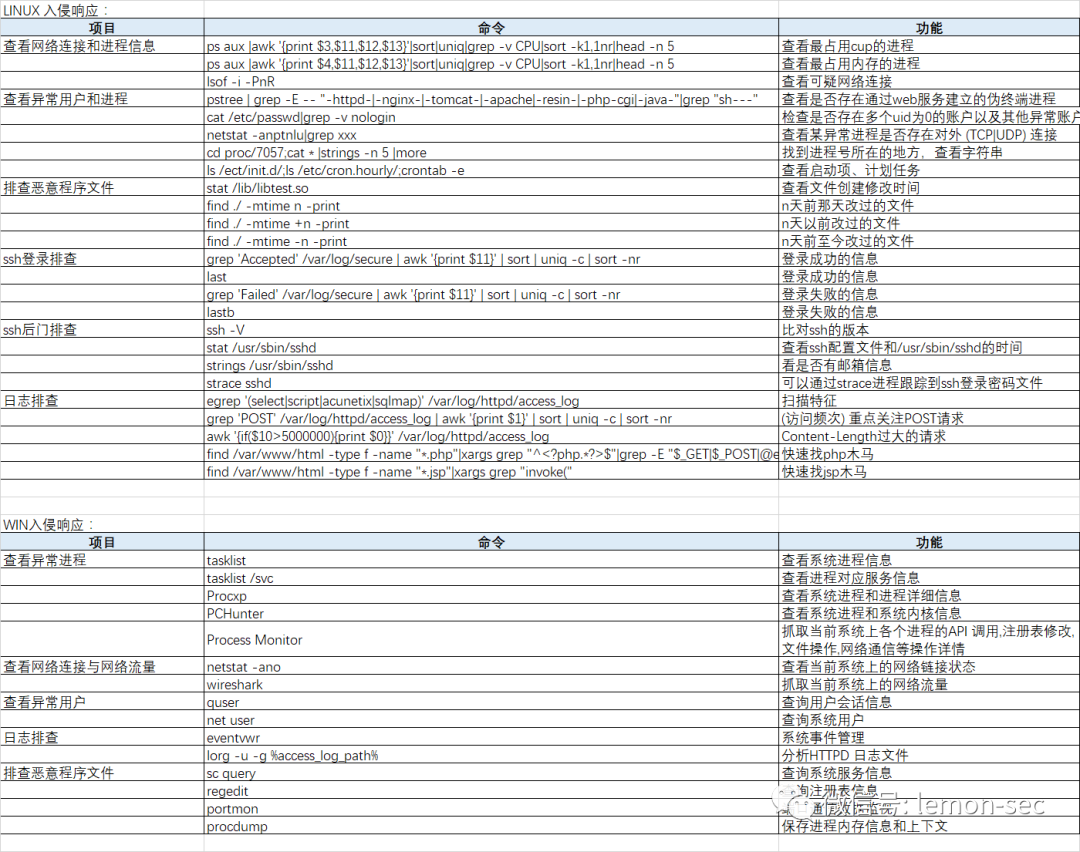 LINUX 入侵响应：
项目 命令 功能
查看网络连接和进程信息 ps aux |awk '{print $3,$11,$12,$13}'|sort|uniq|grep -v CPU|sort -k1,1nr|head -n 5 查看最占用cup的进程
ps aux |awk '{print $4,$11,$12,$13}'|sort|uniq|grep -v CPU|sort -k1,1nr|head -n 5 查看最占用内存的进程
lsof -i -PnR 查看可疑网络连接
查看异常用户和进程 pstree | grep -E -- "-httpd-|-nginx-|-tomcat-|-apache|-resin-|-php-cgi|-java-"|grep "sh---" 查看是否存在通过web服务建立的伪终端进程
cat /etc/passwd|grep -v nologin 检查是否存在多个uid为0的账户以及其他异常账户
netstat -anptnlu|grep xxx 查看某异常进程是否存在对外 (TCP|UDP) 连接
cd proc/7057;cat * |strings -n 5 |more 找到进程号所在的地方，查看字符串
ls /ect/init.d/;ls /etc/cron.hourly/;crontab -e 查看启动项、计划任务
排查恶意程序文件 stat /lib/libtest.so 查看文件创建修改时间
find ./ -mtime n -print n天前那天改过的文件
find ./ -mtime +n -print n天以前改过的文件
find ./ -mtime -n -print n天前至今改过的文件
ssh登录排查 grep 'Accepted' /var/log/secure | awk '{print $11}' | sort | uniq -c | sort -nr 登录成功的信息
last 登录成功的信息
grep 'Failed' /var/log/secure | awk '{print $11}' | sort | uniq -c | sort -nr 登录失败的信息
lastb 登录失败的信息
ssh后门排查 ssh -V 比对ssh的版本
stat /usr/sbin/sshd 查看ssh配置文件和/usr/sbin/sshd的时间
strings /usr/sbin/sshd 看是否有邮箱信息
strace sshd 可以通过strace进程跟踪到ssh登录密码文件
日志排查 egrep '(select|script|acunetix|sqlmap)' /var/log/httpd/access_log 扫描特征
grep 'POST' /var/log/httpd/access_log | awk '{print $1}' | sort | uniq -c | sort -nr (访问频次) 重点关注POST请求
awk '{if($10>5000000){print $0}}' /var/log/httpd/access_log Content-Length过大的请求
find /var/www/html -type f -name "*.php"|xargs grep "^<?php.*?>$"|grep -E "$_GET|$_POST|@e 快速找php木马
find /var/www/html -type f -name "*.jsp"|xargs grep "invoke(" 快速找jsp木马
WIN入侵响应：
项目 命令 功能
查看异常进程 tasklist 查看系统进程信息
tasklist /svc 查看进程对应服务信息
Procxp 查看系统进程和进程详细信息
PCHunter 查看系统进程和系统内核信息
Process Monitor 抓取当前系统上各个进程的API 调用,注册表修改,
文件操作,网络通信等操作详情
查看网络连接与网络流量 netstat -ano 查看当前系统上的网络链接状态
wireshark 抓取当前系统上的网络流量
查看异常用户 quser 查询用户会话信息
net user 查询系统用户
日志排查 eventvwr 系统事件管理
lorg -u -g %access_log_path% 分析HTTPD 日志文件
排查恶意程序文件 sc query 查询系统服务信息
regedit 询注册表信息
portmon
procdump 保存进程内存信息和上下文
微信号: lemon-sec